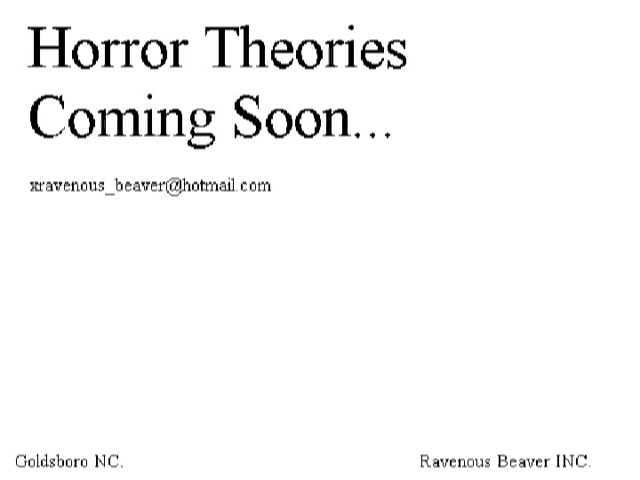 Horror Theories
Coming Soon...
xravenous_beaver@hotmail.com
Goldsboro NC.
Ravenous Beaver INC.